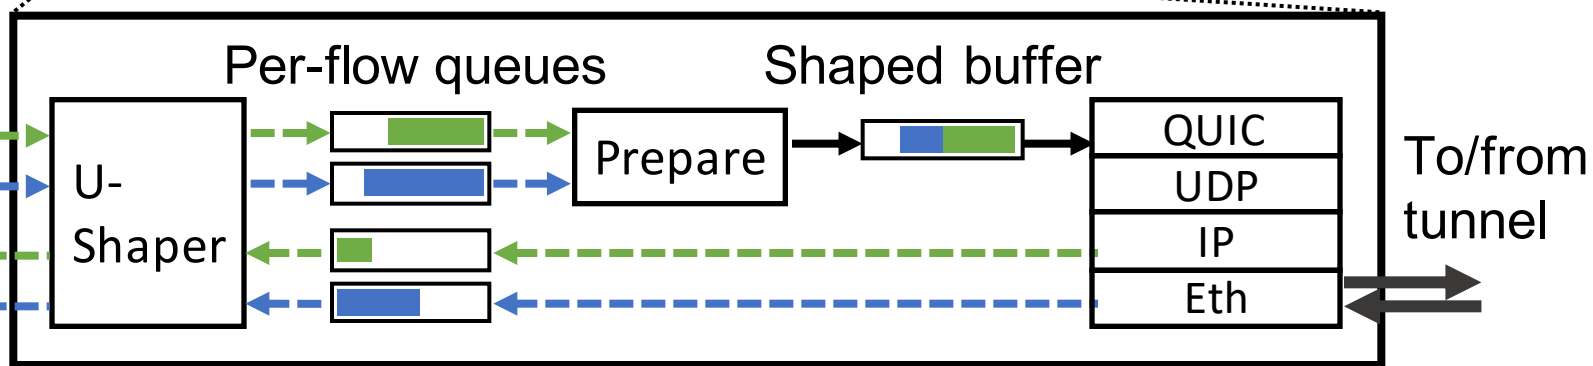 Per-flow queues
Shaped buffer
U-
Shaper
Prepare
QUIC
UDP
IP
Eth
To/from
tunnel